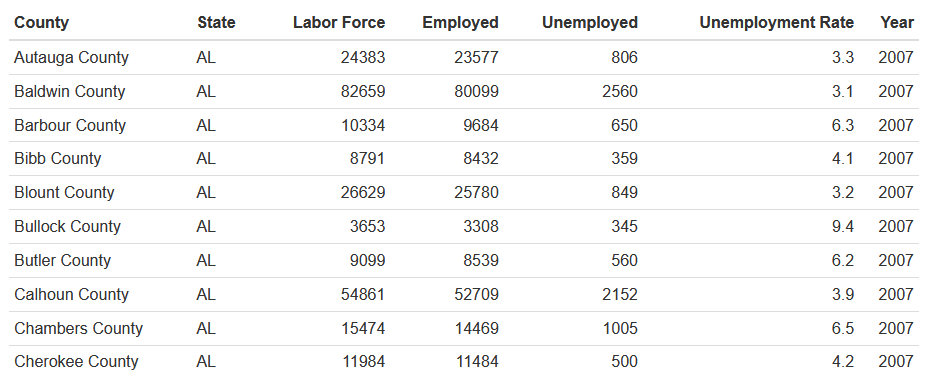 County State Labor Force Employed Unemployed Unemployment Rate Year
Autauga County AL 24383 23577 806 3.3 2007
Baldwin County AL 82659 80099 2560 3.1 2007
Barbour County AL 10334 9684 650 6.3 2007
Bibb County AL 8791 8432 359 4.1 2007
Blount County AL 26629 25780 849 3.2 2007
Bullock County AL 3653 3308 345 9.4 2007
Butler County AL 9099 8539 560 6.2 2007
Calhoun County AL 54861 52709 2152 3.9 2007
Chambers County AL 15474 14469 1005 6.5 2007
Cherokee County AL 11984 11484 500 4.2 2007